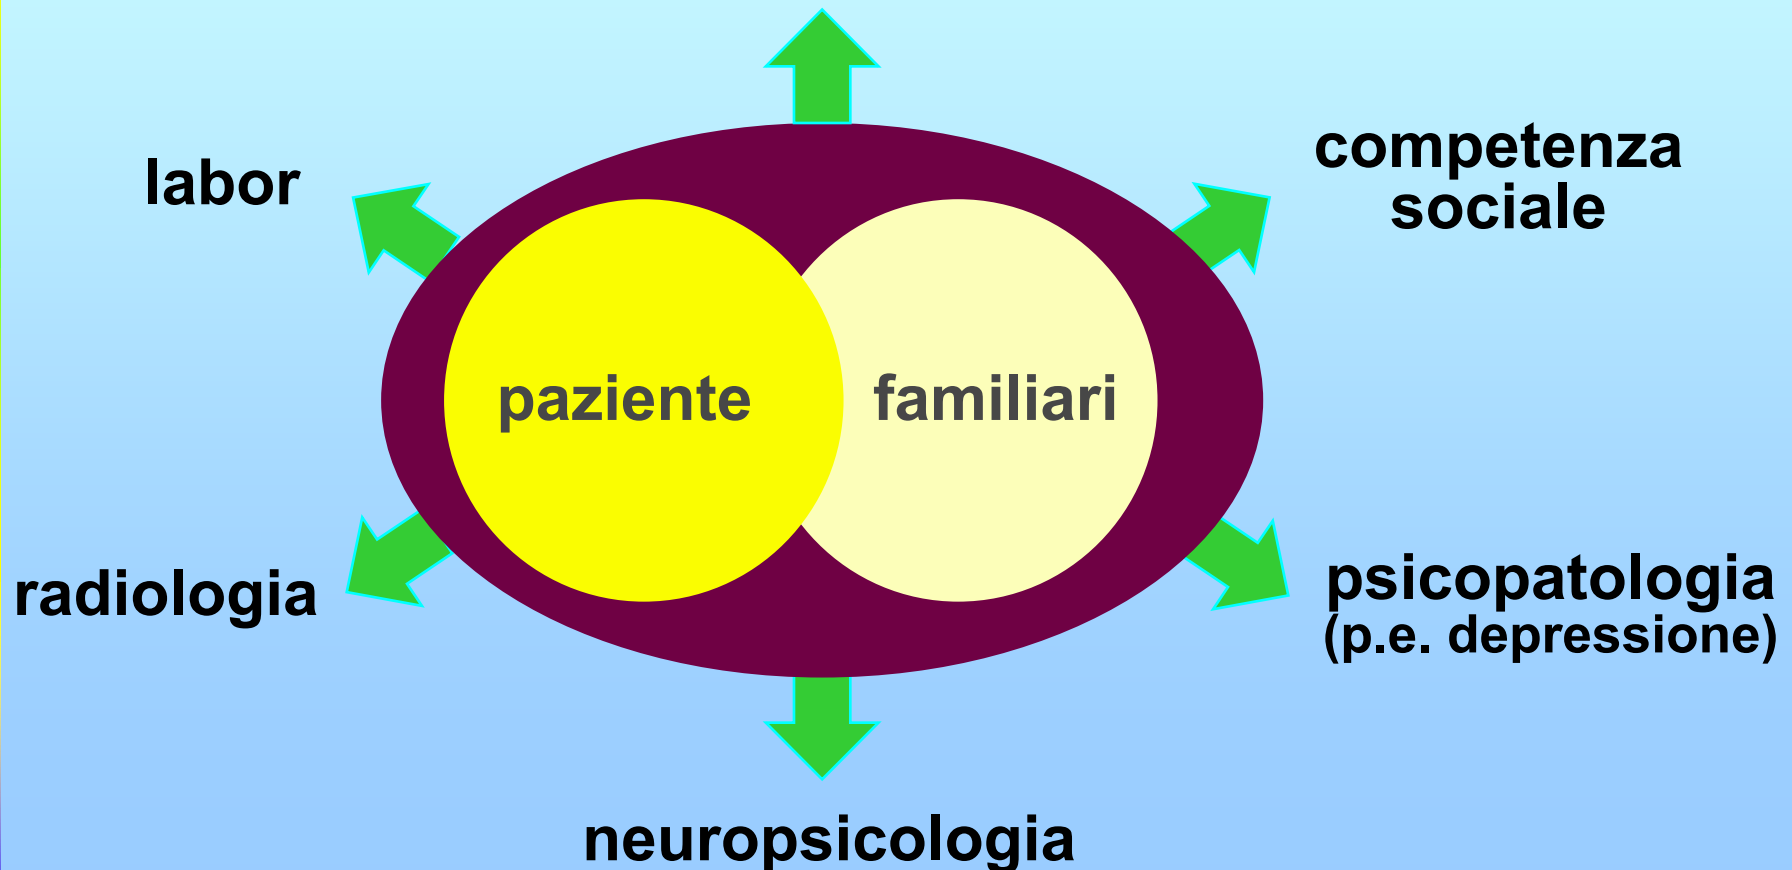 labor
competenza
sociale
paziente
familiari
radiologia
psicopatologia
(p.e. depressione)
neuropsicologia